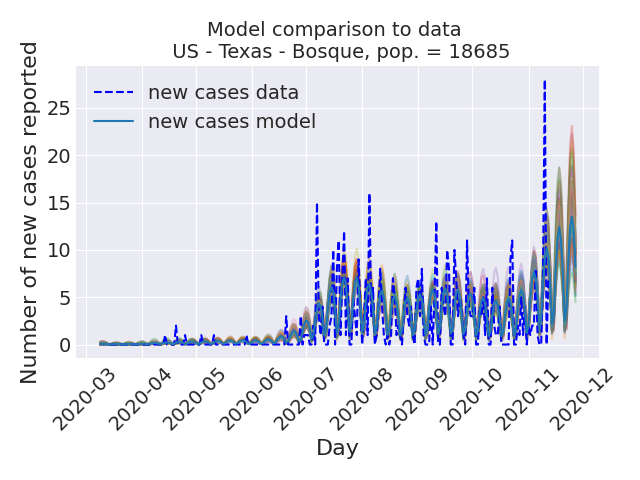 Model comparison to data
US - Texas - Bosque, pop. = 18685
Number of new cases reported
new cases data
new cases model
25
20
15
10
5
0
2020-03
2020-04
2020-05
2020-06
2020-07
2020-08
2020-09
2020-10
2020-11
2020-12
Day